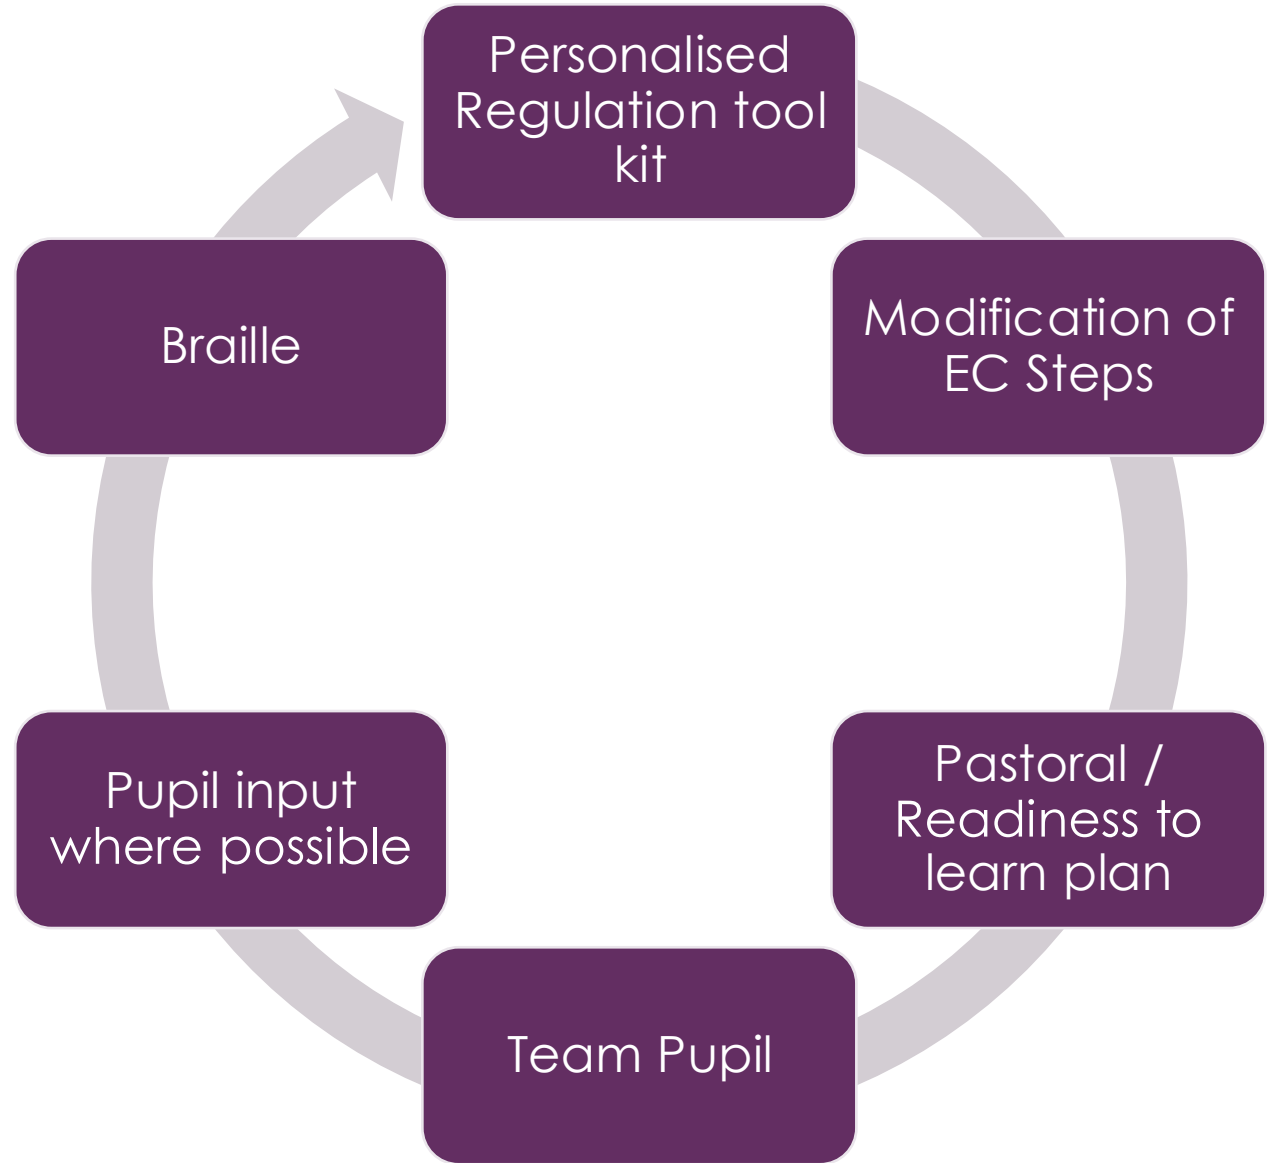 Personalised
Regulation tool
kit
Modification of
EC Steps
Pastoral /
Readiness to
learn plan
Team Pupil
Pupil input
where possible
Braille